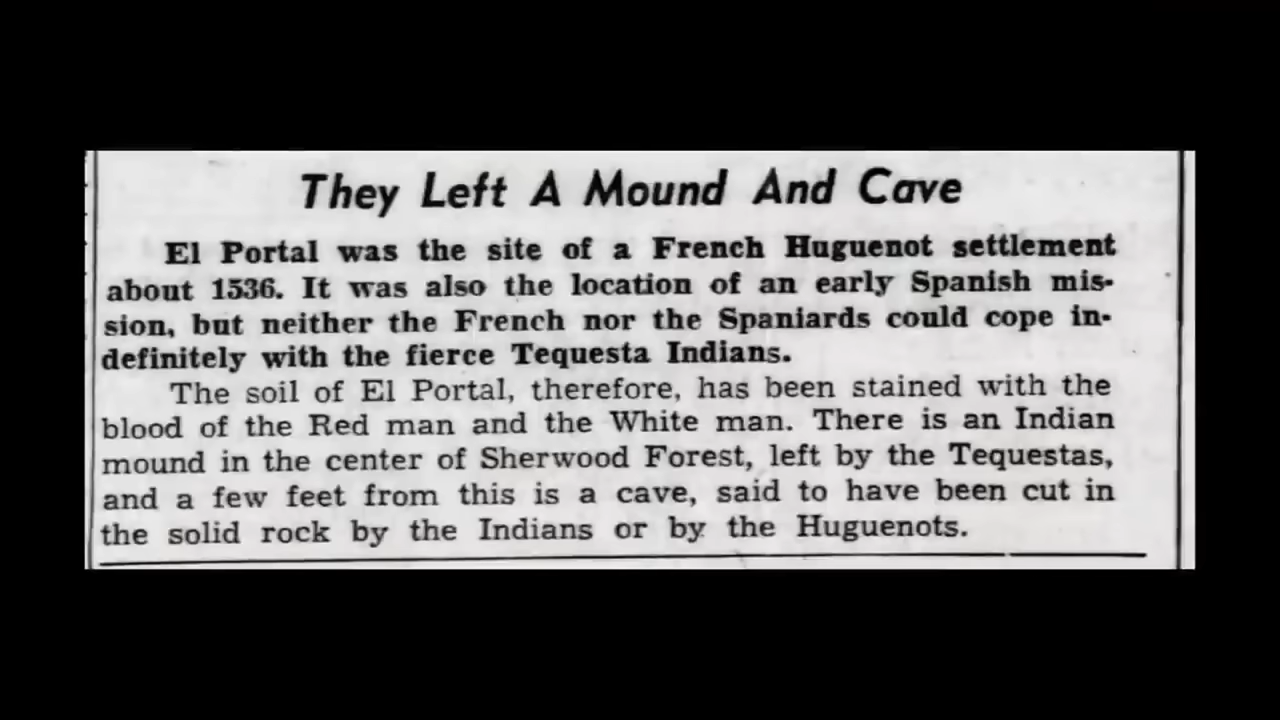 They Left A Mound And Cave
El Portal was the site of a French Huguenot settlement
about 1536. It was also the location of an early Spanish mis-
sion, but neither the French nor the Spaniards could cope in-
definitely with the fierce Tequesta Indians.
The soil of El Portal, therefore, has been stained with the
blood of the Red man and the White man. There is an Indian
mound in the center of Sherwood Forest, left by the Tequestas,
and a few feet from this is a cave, said to have been cut in
the solid rock by the Indians or by the Huguenots.